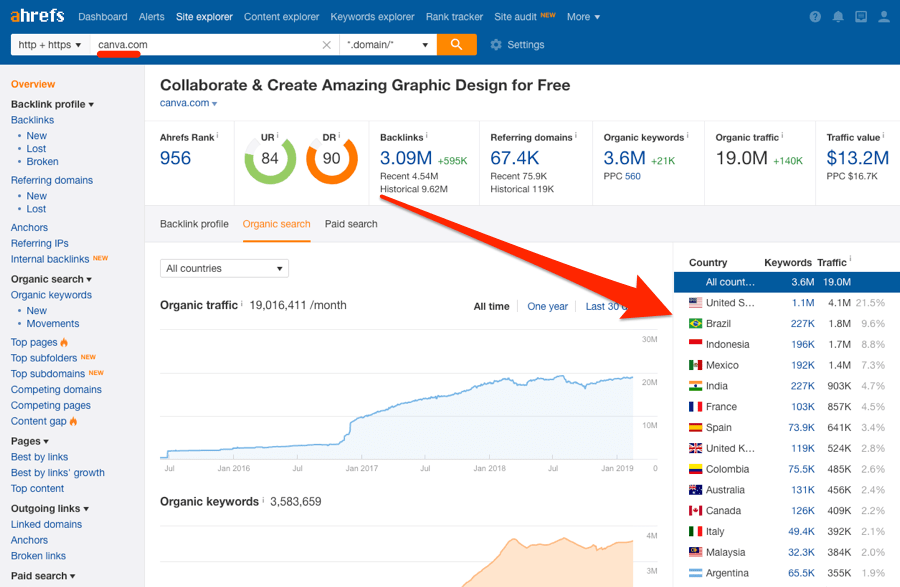 ahrefs Dashboard Alerts Site explorer Content explorer Keywords explorer Rank tracker Site audit NEW More ▾
http + https ▾ canva.com × *.domain/* ▾ Settings
Overview
Backlink profile ▾
Backlinks
• New
• Lost
• Broken
Referring domains
• New
• Lost
Anchors
Referring IPs
Internal backlinks NEW
Organic search ▾
Organic keywords
• New
• Movements
Top pages
Top subfolders NEW
Top subdomains NEW
Competing domains
Competing pages
Content gap
Pages ▾
Best by links
Best by links' growth
Top content
Outgoing links ▾
Linked domains
Anchors
Broken links
Paid search ▾
Collaborate & Create Amazing Graphic Design for Free
canva.com ▾
Ahrefs Rank i
956
UR i
84
DR i
90
Backlinks i
3.09M +595K
Recent 4.54M
Historical 9.62M
Referring domains i
67.4K
Recent 75.9K
Historical 119K
Organic keywords i
3.6M +21K
PPC 560
Organic traffic i
19.0M +140K
Traffic value i
$13.2M
PPC $16.7K
Backlink profile Organic search Paid search
All countries ▾
Organic traffic i 19,016,411 /month
All time One year Last 30
30M
20M
10M
0
Jul Jan 2016 Jul Jan 2017 Jul Jan 2018 Jul Jan 2019
Organic keywords i 3,583,659
4M
3M
Country Keywords Traffic i
All count... 3.6M 19.0M
United S... 1.1M 4.1M 21.5%
Brazil 227K 1.8M 9.6%
Indonesia 196K 1.7M 8.8%
Mexico 192K 1.4M 7.3%
India 227K 903K 4.7%
France 103K 857K 4.5%
Spain 73.9K 641K 3.4%
United K... 119K 524K 2.8%
Colombia 75.5K 485K 2.6%
Australia 131K 456K 2.4%
Canada 126K 409K 2.2%
Italy 49.4K 392K 2.1%
Malaysia 32.3K 384K 2.0%
Argentina 65.5K 355K 1.9%